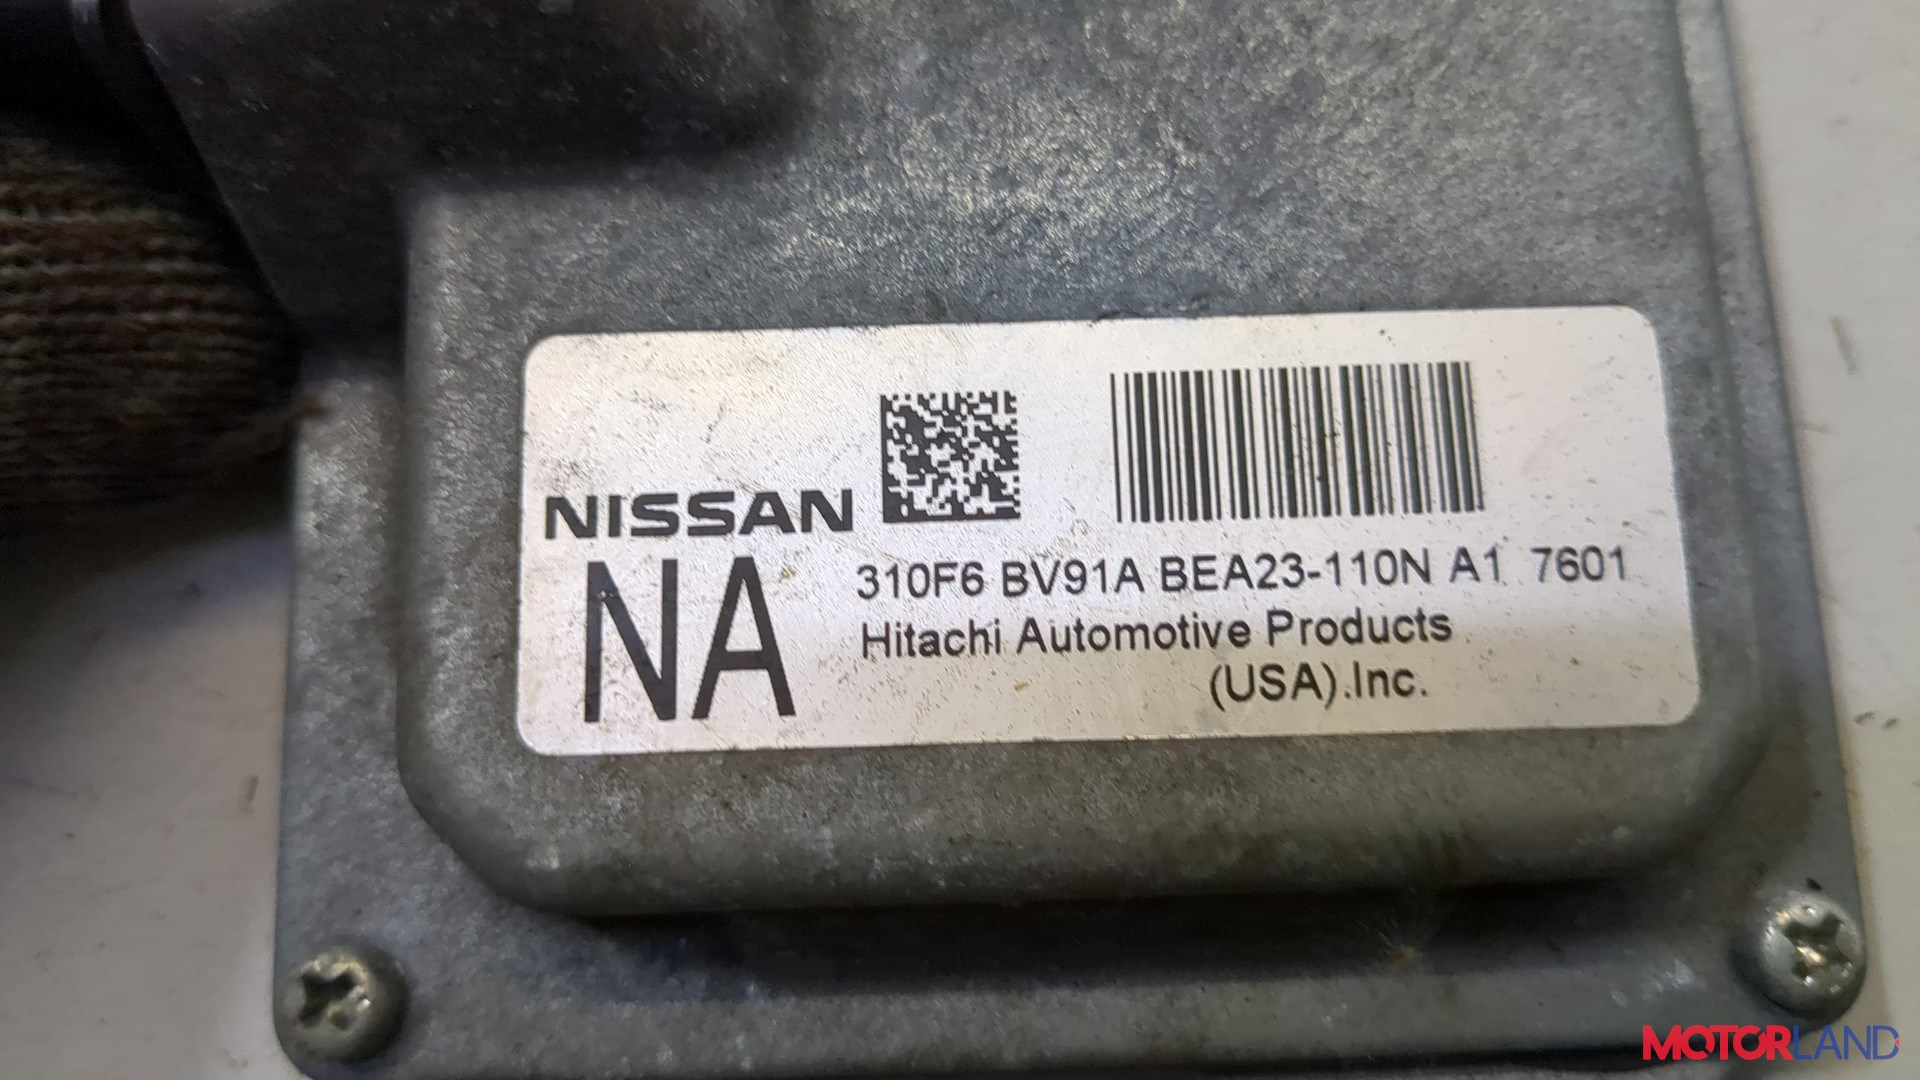 NISSAN
NA
310F6 BV91A BEA23-110N A1 7601
Hitachi Automotive Products
(USA).Inc.
MOTORLAND